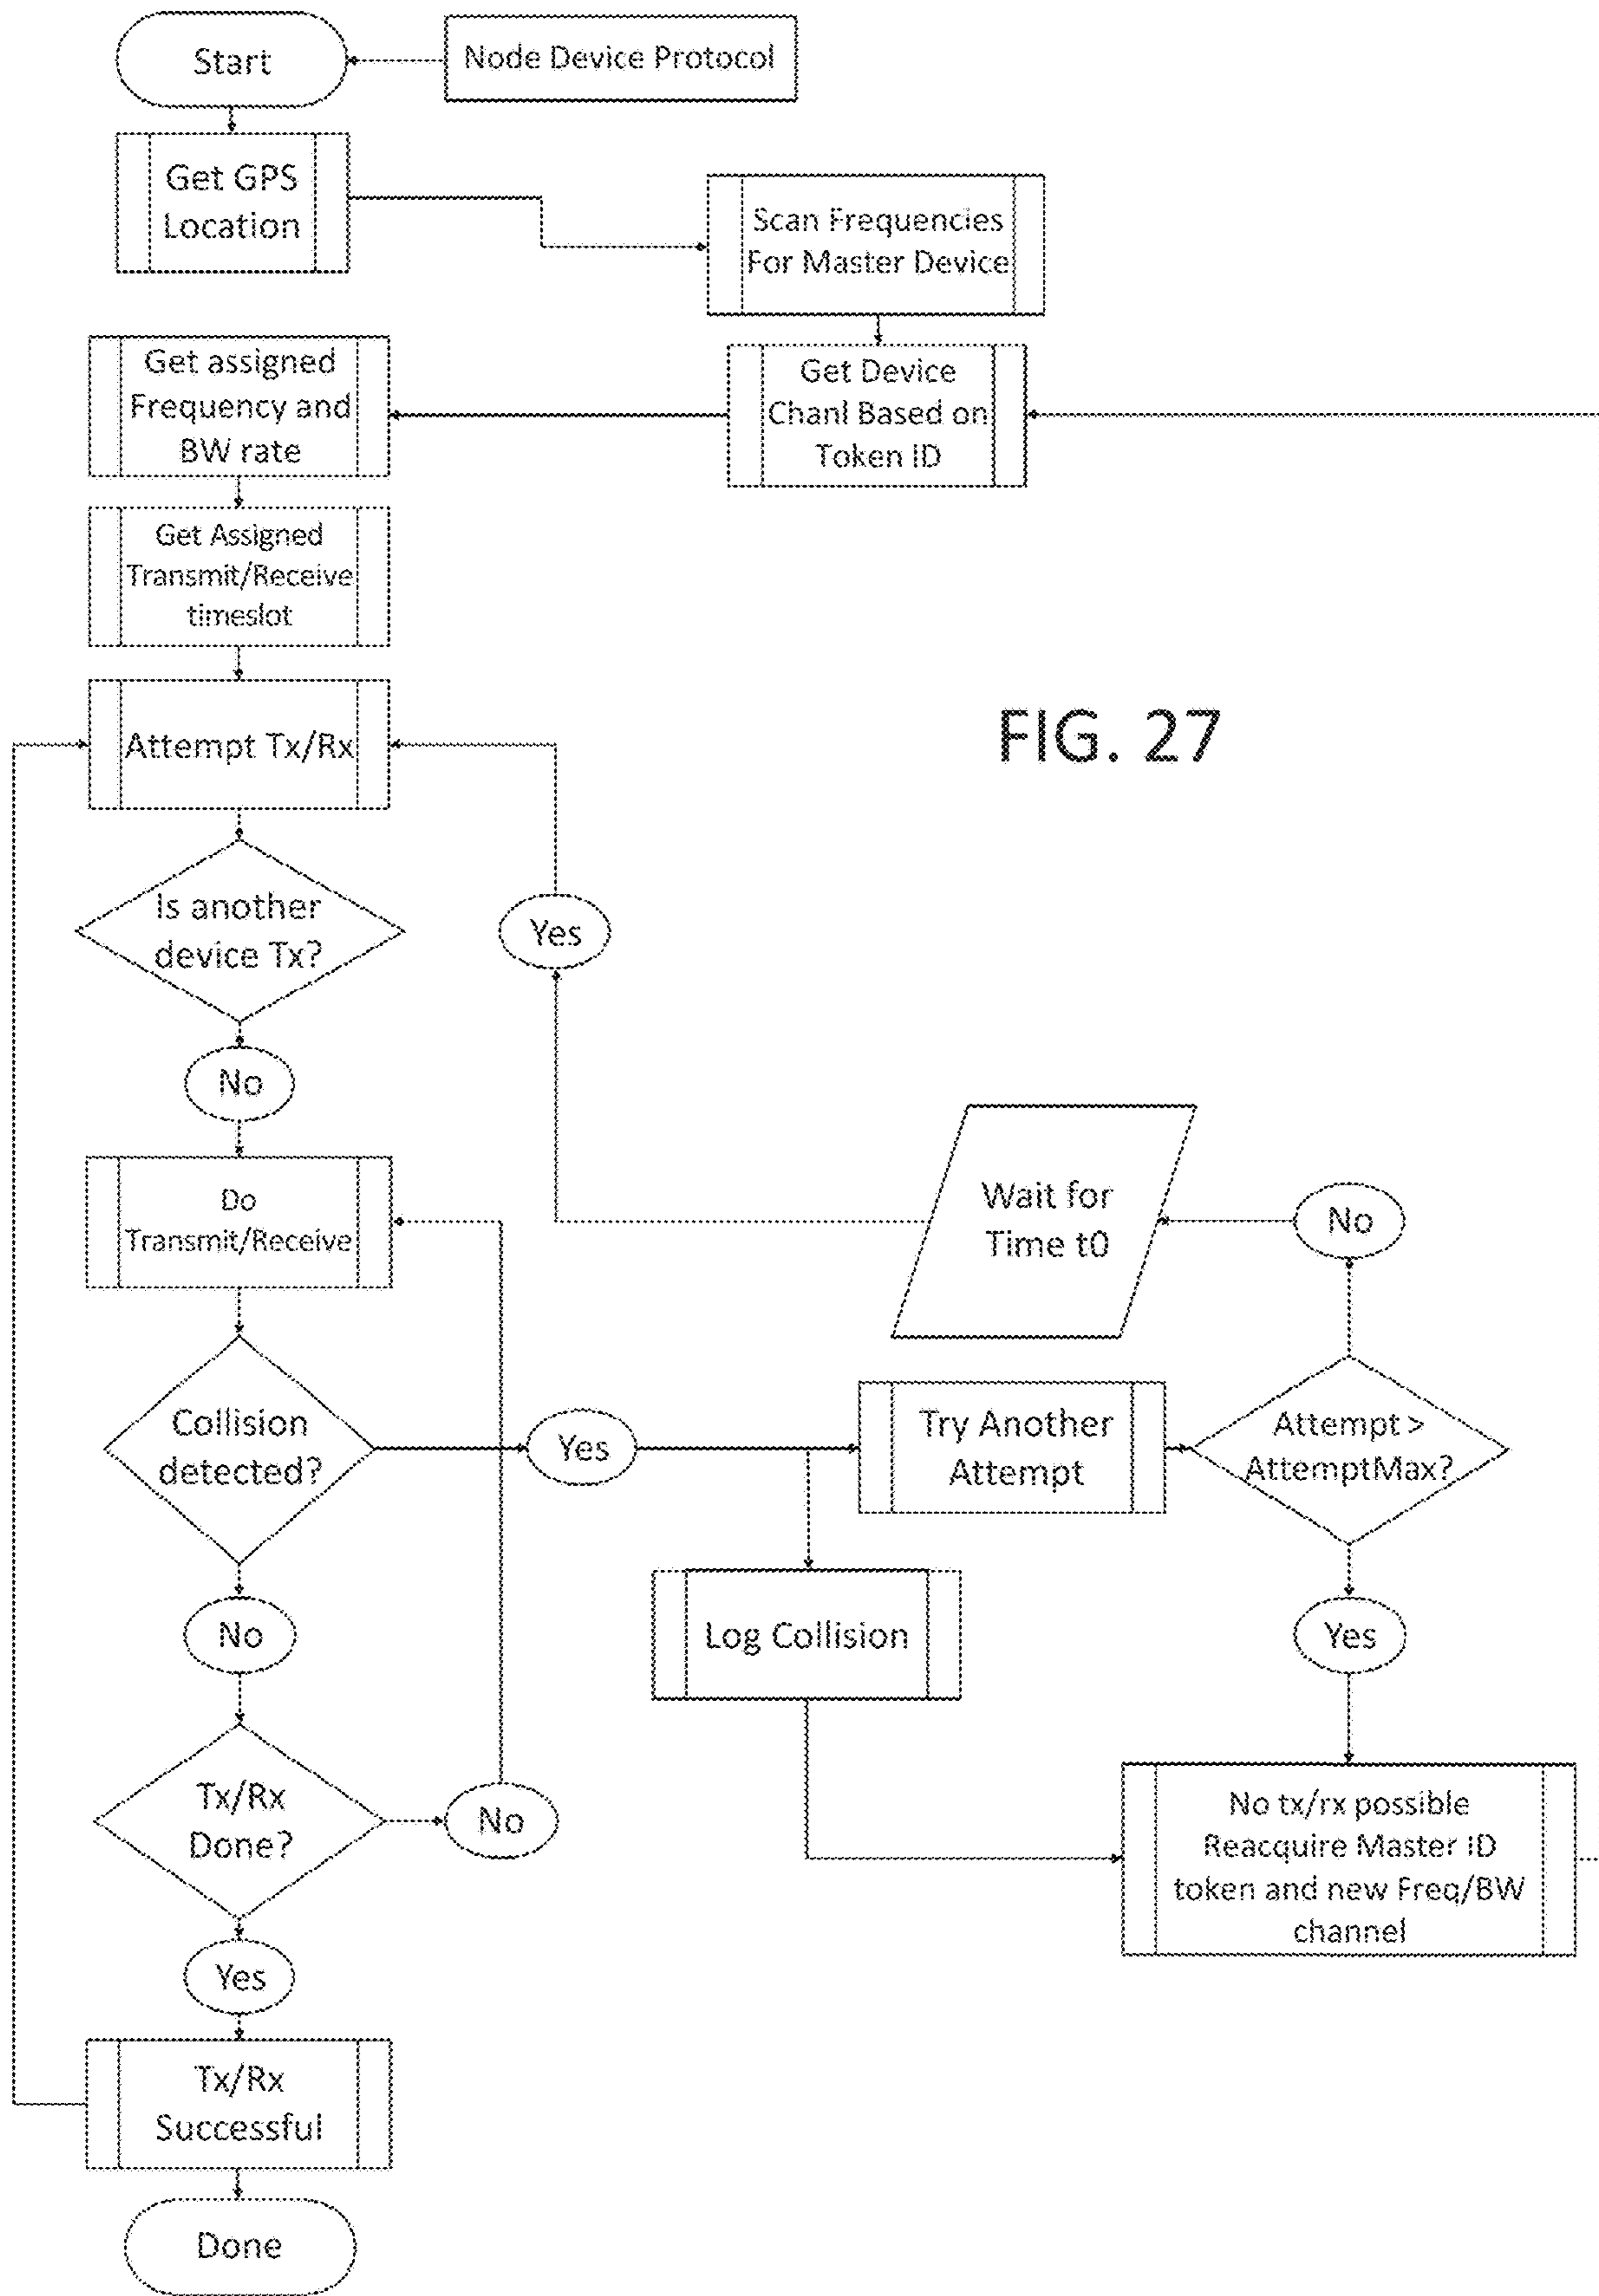 Start
Node Device Protocol
Get GPS
Location
Scan Frequencies
For Master Device
Get assigned
Frequency and
BW rate
Get Device
Chanl Based on
Token ID
Get Assigned
Transmit/Receive
timeslot
Attempt Tx/Rx
FIG. 27
Is another
device Tx?
Yes
No
Do
Transmit/Receive
Wait for
Time t0
No
Collision
detected?
Yes
Try Another
Attempt
Attempt >
AttemptMax?
No
Log Collision
Yes
Tx/Rx
Done?
No
No tx/rx possible
Reacquire Master ID
token and new Freq/BW
channel
Yes
Tx/Rx
Successful
Done